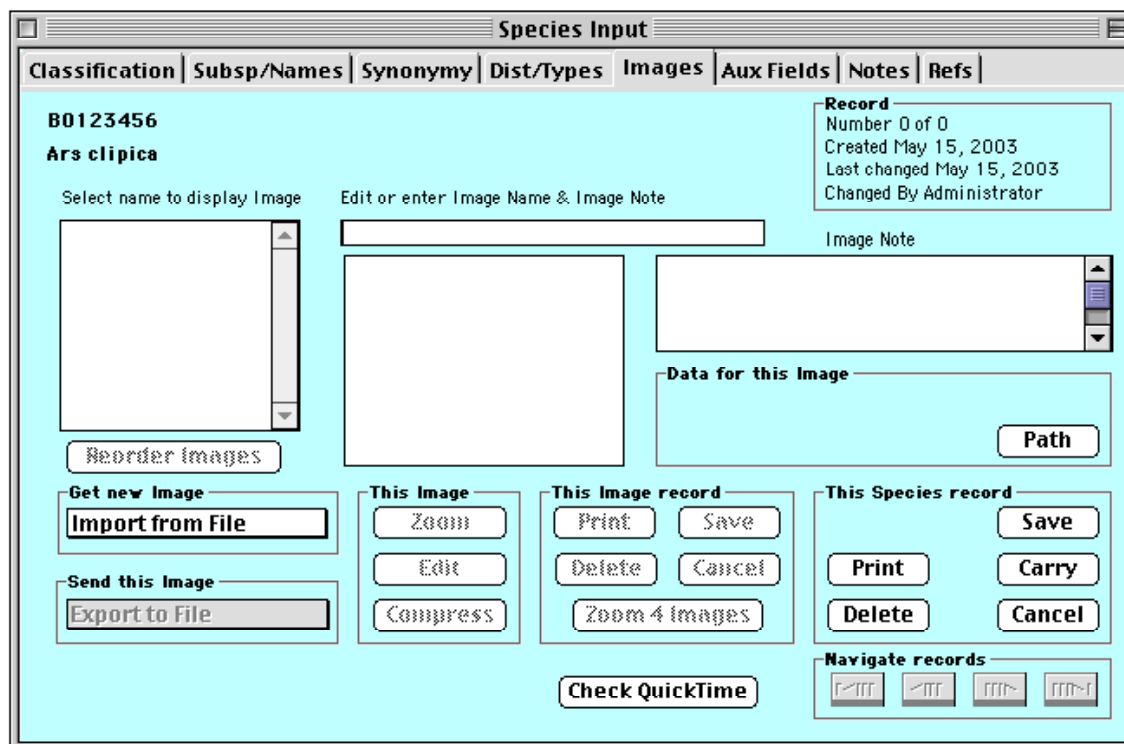 Species Input
Classification Subsp/Names Synonymy Dist/Types Images Aux Fields Notes Refs
B0123456
Ars clipica
Record
Number 0 of 0
Created May 15, 2003
Last changed May 15, 2003
Changed By Administrator
Select name to display Image
Edit or enter Image Name & Image Note
Image Note
Data for this Image
Path
Reorder Images
Get new Image
Import from File
Send this Image
Export to File
This Image
Zoom
Edit
Compress
This Image record
Print Save
Delete Cancel
Zoom 4 Images
This Species record
Save
Print Carry
Delete Cancel
Check QuickTime
Navigate records